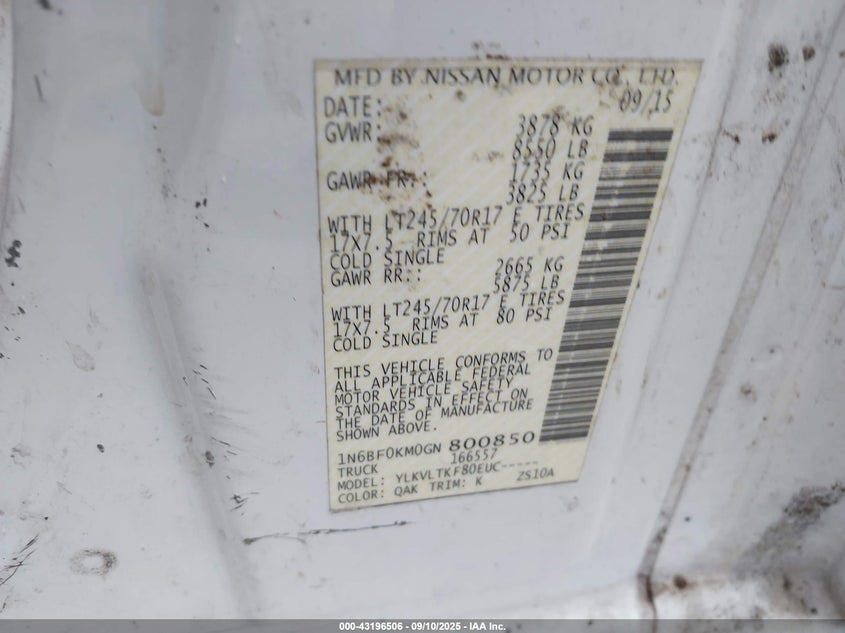 MFD BY NISSAN MOTOR CO., LTD.
DATE: 09/15
GVWR: 3878 KG
8550 LB
GAWR FR.: 1735 KG
3825 LB
WITH LT245/70R17 E TIRES
17X7.5 RIMS AT 50 PSI
COLD SINGLE
GAWR RR.: 2665 KG
5875 LB
WITH LT245/70R17 E TIRES
17X7.5 RIMS AT 80 PSI
COLD SINGLE
THIS VEHICLE CONFORMS TO
ALL APPLICABLE FEDERAL
MOTOR VEHICLE SAFETY
STANDARDS IN EFFECT ON
THE DATE OF MANUFACTURE
SHOWN ABOVE.
1N6BF0KM0GN 800850
TRUCK 166557
MODEL: YLKVLTKF80EUC-----
COLOR: QAK TRIM: K ZS10A
000-43196506 - 09/10/2025 - IAA Inc.